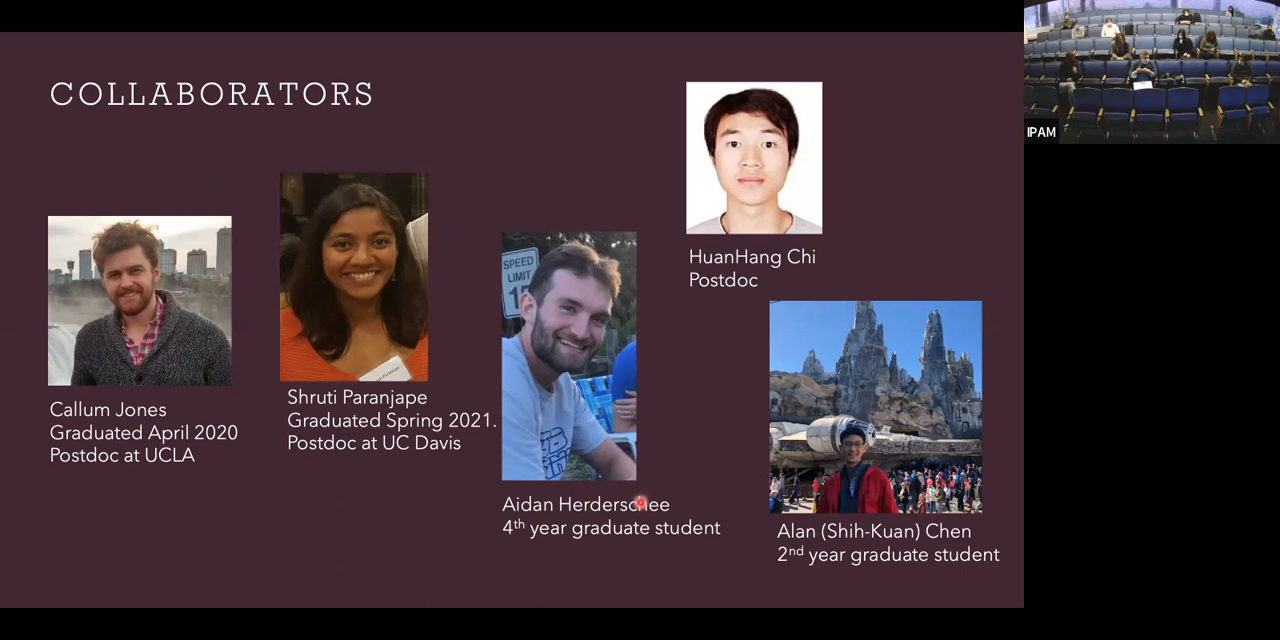 COLLABORATORS
IPAM
HuanHang Chi
Postdoc
SPEED
LIMIT
Callum Jones
Graduated April 2020
Postdoc at UCLA
Shruti Paranjape
Graduated Spring 2021.
Postdoc at UC Davis
Aidan Herderschee
4th year graduate student
Alan (Shih-Kuan) Chen
2nd year graduate student